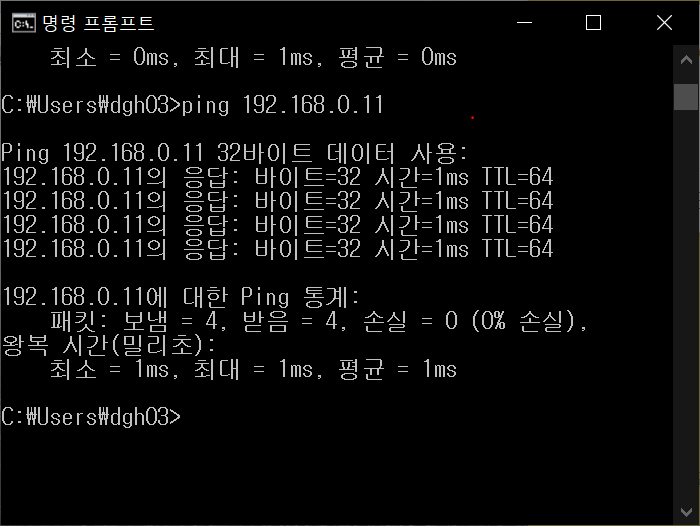 명령 프롬프트
최소 = 0ms, 최대 = 1ms, 평균 = 0ms
C:₩Users₩dgh03>ping 192.168.0.11
Ping 192.168.0.11 32바이트 데이터 사용:
192.168.0.11의 응답: 바이트=32 시간=1ms TTL=64
192.168.0.11의 응답: 바이트=32 시간=1ms TTL=64
192.168.0.11의 응답: 바이트=32 시간=1ms TTL=64
192.168.0.11의 응답: 바이트=32 시간=1ms TTL=64
192.168.0.11에 대한 Ping 통계:
패킷: 보냄 = 4, 받음 = 4, 손실 = 0 (0% 손실),
왕복 시간(밀리초):
최소 = 1ms, 최대 = 1ms, 평균 = 1ms
C:₩Users₩dgh03>